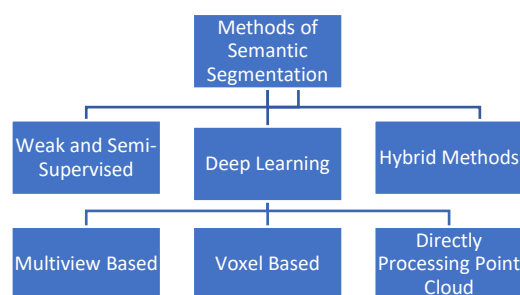 Methods of
Semantic
Segmentation
Weak and Semi-
Supervised
Deep Learning
Hybrid Methods
Multiview Based
Voxel Based
Directly
Processing Point
Cloud